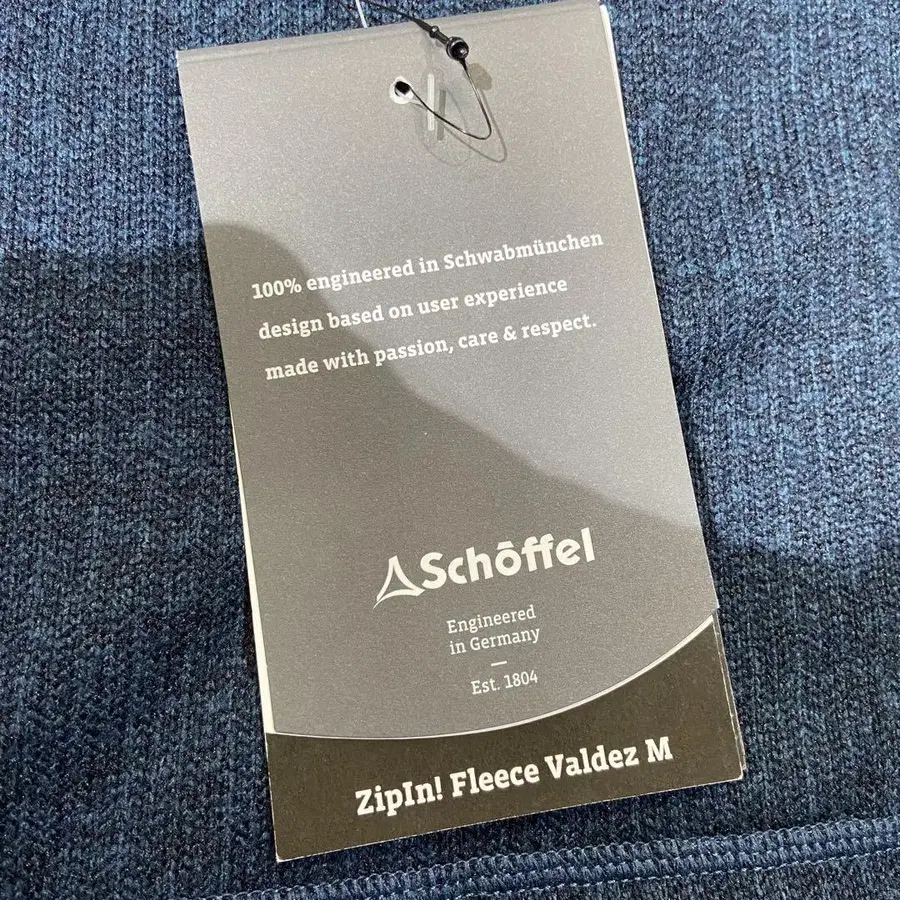 100% engineered in Schwabmünchen
design based on user experience
made with passion, care & respect.
Schöffel
Engineered
in Germany
Est. 1804
ZipIn! Fleece Valdez M